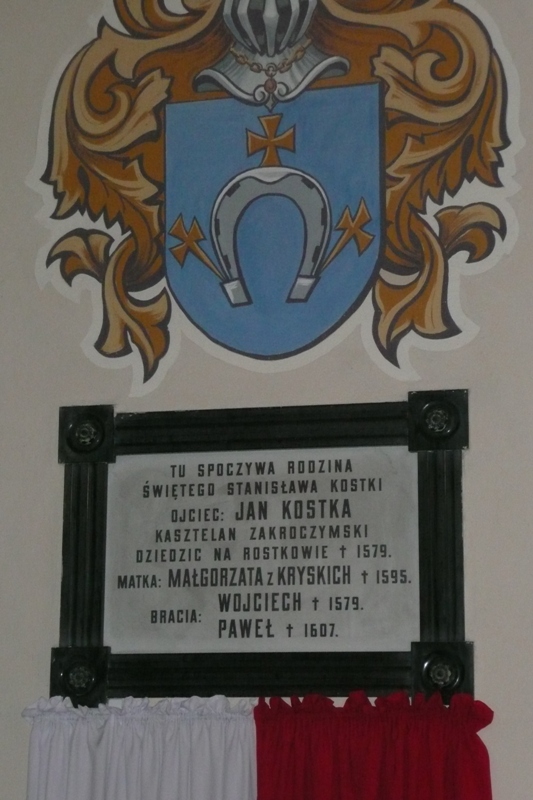 TU SPOCZYWA RODZINA
ŚWIĘTEGO STANISŁAWA KOSTKI
OJCIEC: JAN KOSTKA
KASZTELAN ZAKROCZYMSKI
DZIEDZIC NA ROSTKOWIE † 1579.
MATKA: MAŁGORZATA Z KRYSKICH † 1595.
BRACIA: WOJCIECH † 1579.
PAWEŁ † 1607.